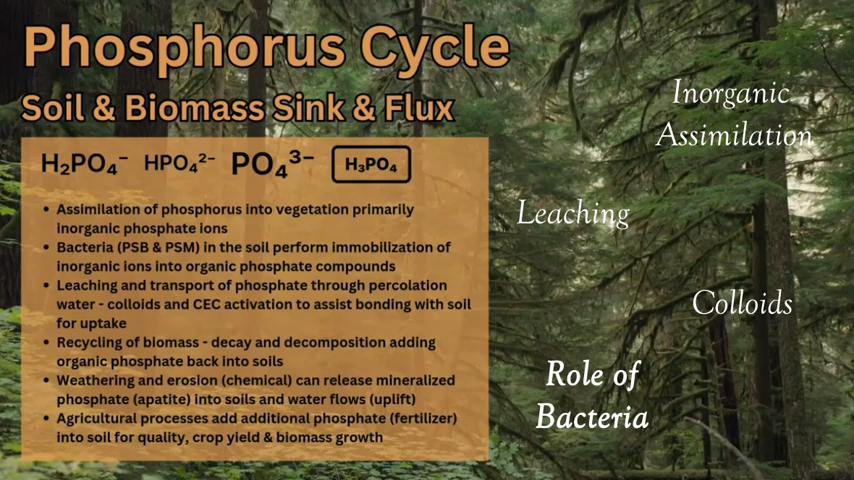 Phosphorus Cycle
Soil & Biomass Sink & Flux
H₂PO₄⁻ HPO₄²⁻ PO₄³⁻ H₃PO₄
• Assimilation of phosphorus into vegetation primarily
inorganic phosphate ions
• Bacteria (PSB & PSM) in the soil perform immobilization of
inorganic ions into organic phosphate compounds
• Leaching and transport of phosphate through percolation
water - colloids and CEC activation to assist bonding with soil
for uptake
• Recycling of biomass - decay and decomposition adding
organic phosphate back into soils
• Weathering and erosion (chemical) can release mineralized
phosphate (apatite) into soils and water flows (uplift)
• Agricultural processes add additional phosphate (fertilizer)
into soil for quality, crop yield & biomass growth
Inorganic
Assimilation
Leaching
Colloids
Role of
Bacteria